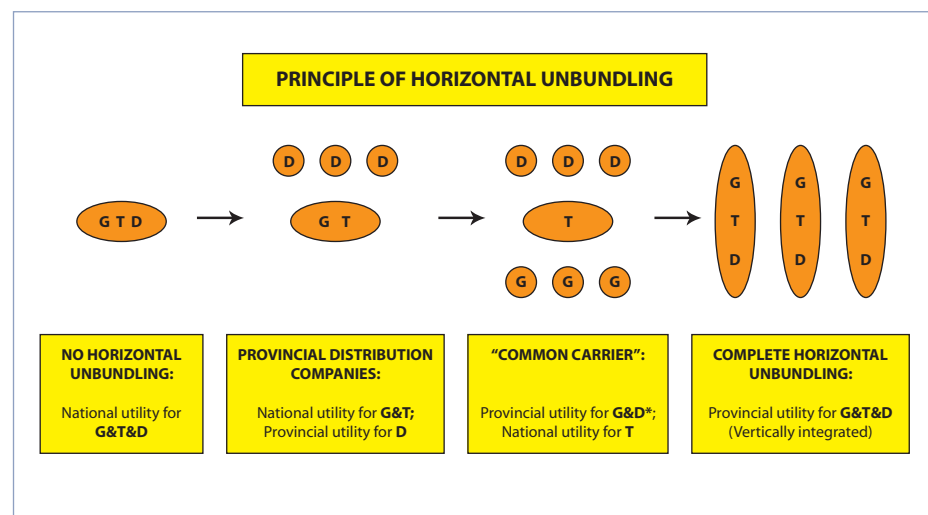 PRINCIPLE OF HORIZONTAL UNBUNDLING
D D D
G T D
G T
D D D
T
G G G
G
T
D
G
T
D
G
T
D
NO HORIZONTAL
UNBUNDLING:
National utility for
G&T&D
PROVINCIAL DISTRIBUTION
COMPANIES:
National utility for G&T;
Provincial utility for D
“COMMON CARRIER”:
Provincial utility for G&D*;
National utility for T
COMPLETE HORIZONTAL
UNBUNDLING:
Provincial utility for G&T&D
(Vertically integrated)